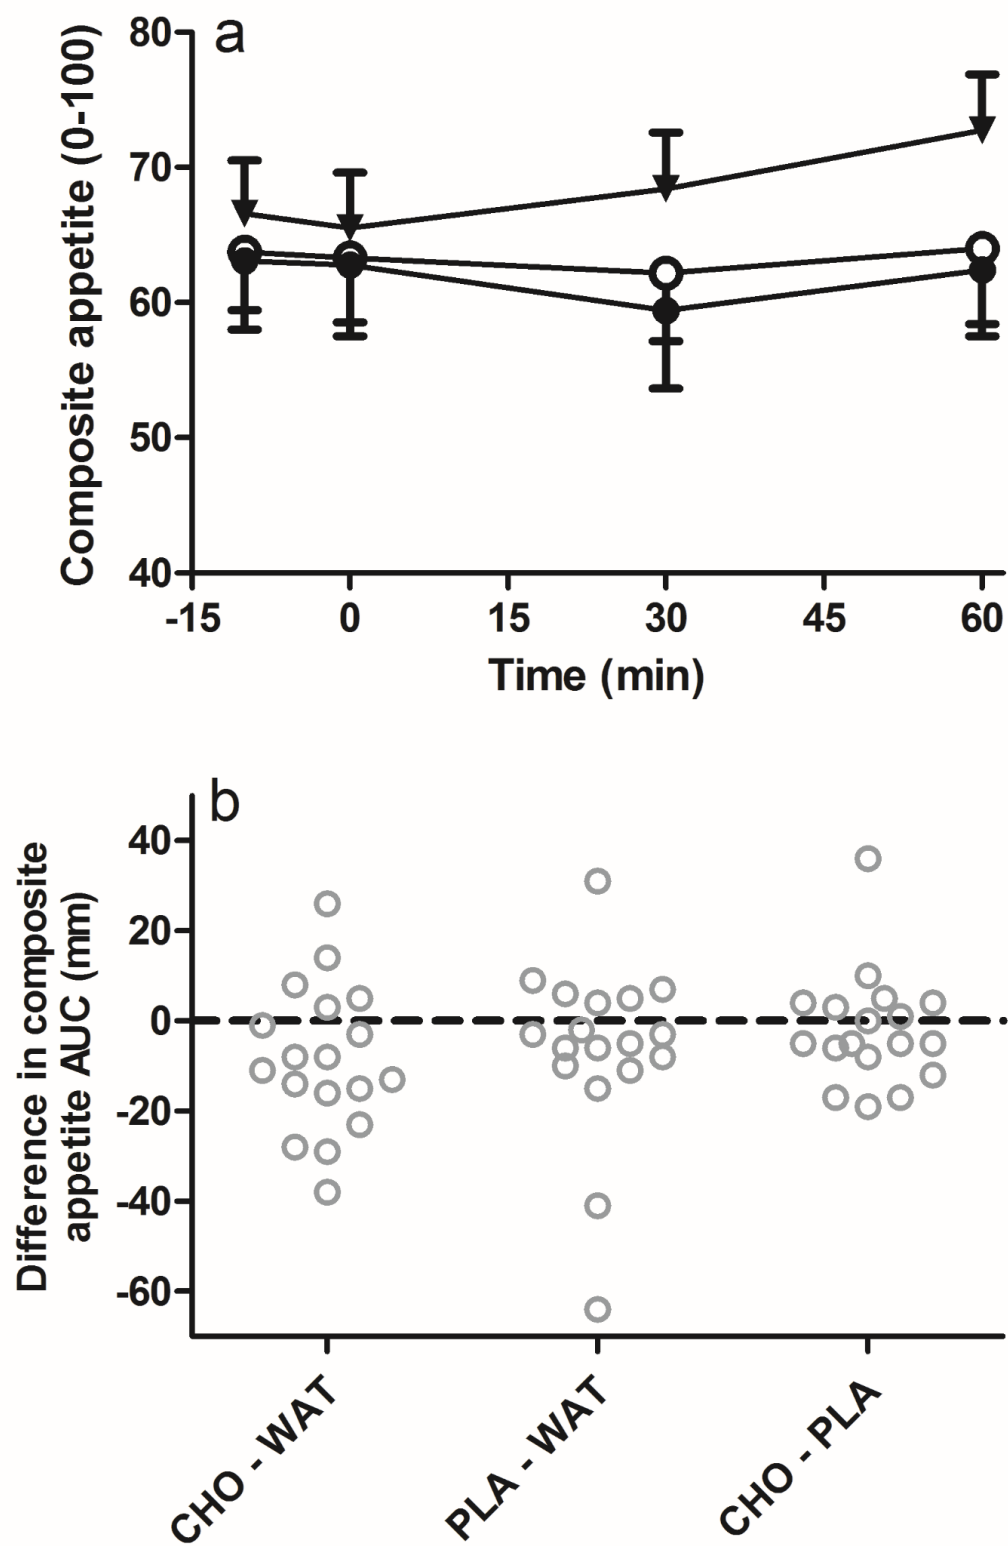 a
Composite appetite (0-100)
80
70
60
50
40
-15 0 15 30 45 60
Time (min)
b
Difference in composite
appetite AUC (mm)
40
20
0
-20
-40
-60
CHO - WAT
PLA - WAT
CHO - PLA